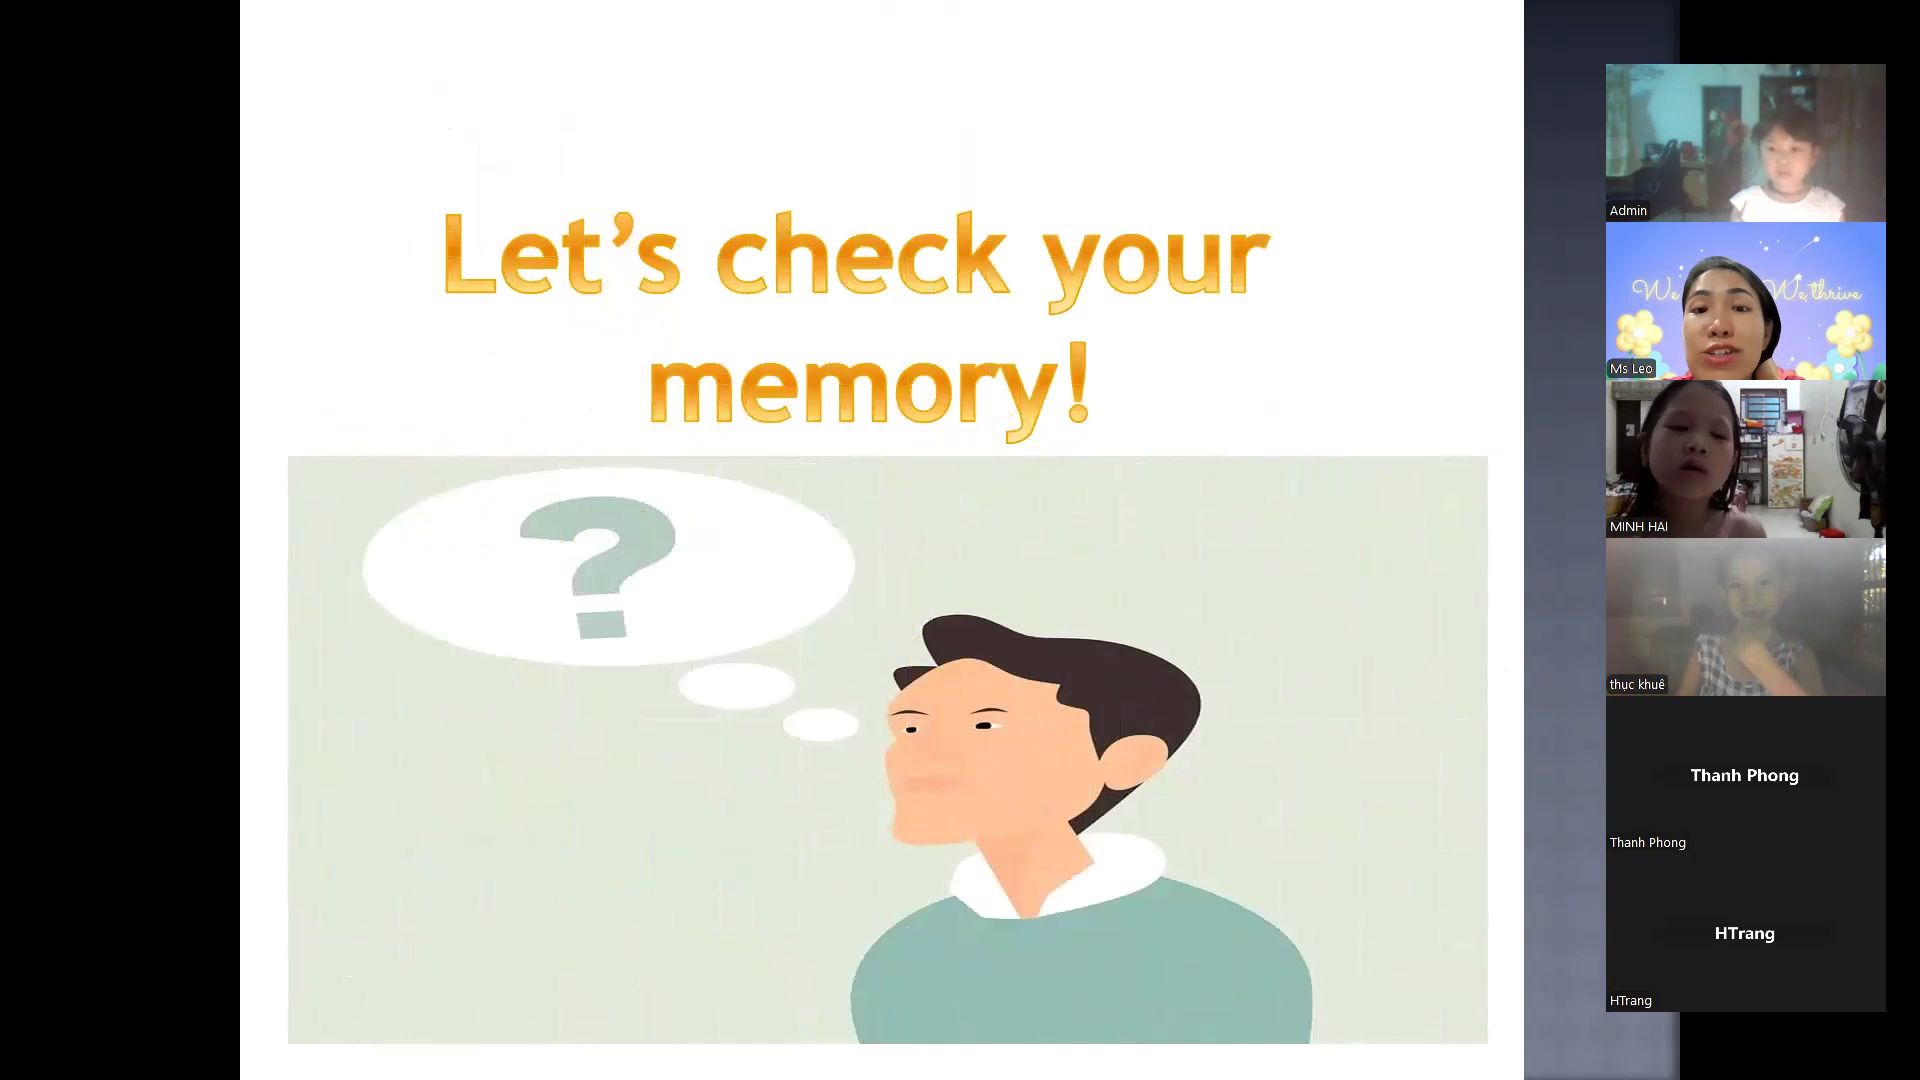 Let's check your
memory!
Admin
We We thrive
Ms Leo
MINH HAI
thục khuê
Thanh Phong
Thanh Phong
HTrang
HTrang